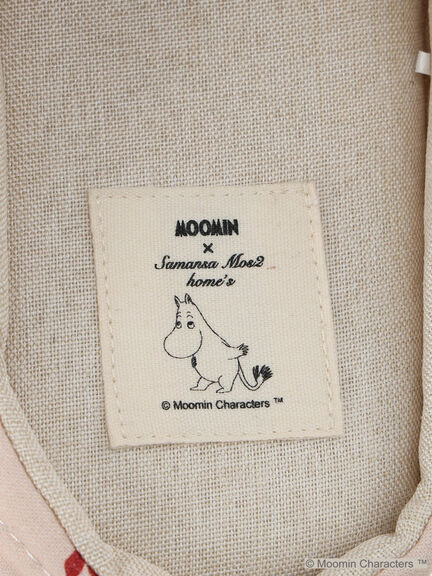 MOOMIN
×
Samansa Mos2
home's
© Moomin Characters ™
© Moomin Characters ™